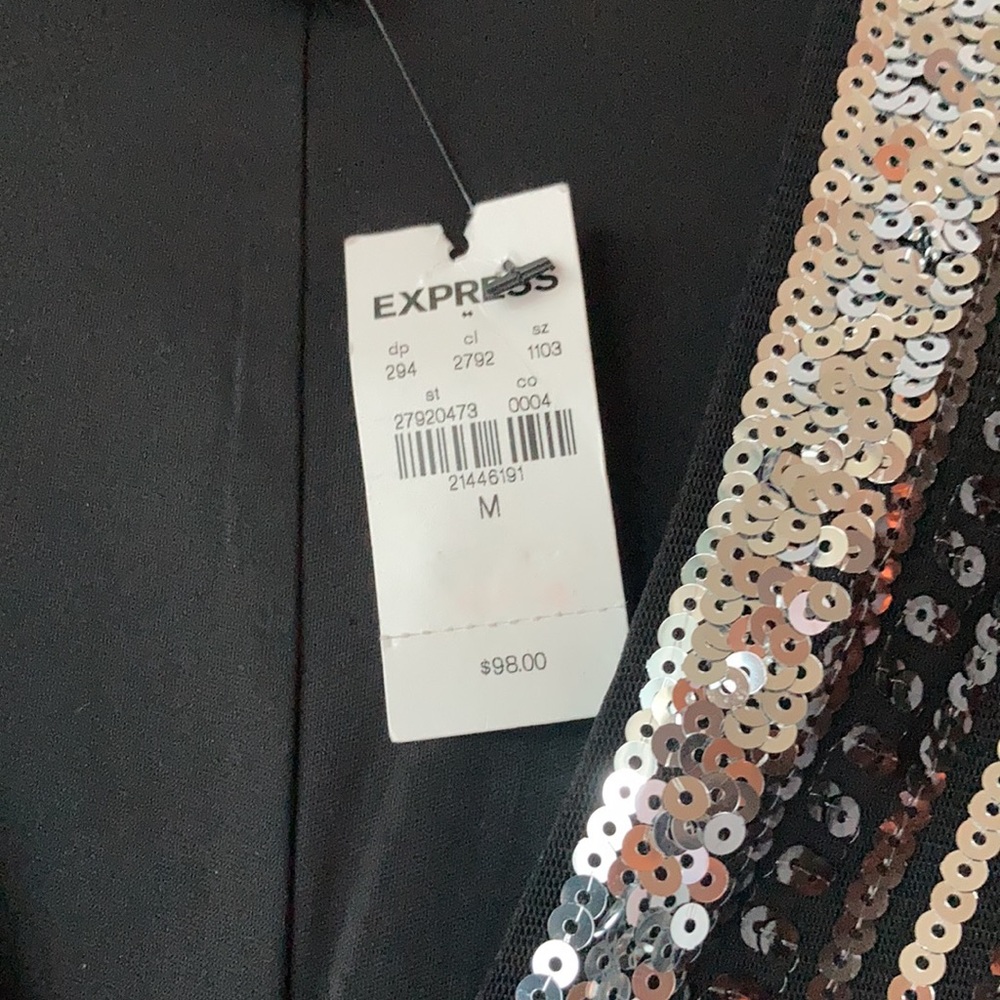 EXPRESS
dp cl sz
294 2792 1103
st co
27920473 0004
21446191
M
$98.00